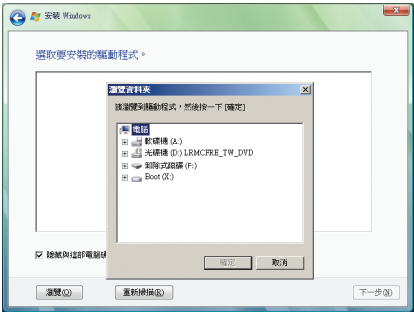 安裝 Windows
選取要安裝的驅動程式。
瀏覽資料夾
請瀏覽到驅動程式，然後按一下 [確定]
電腦
軟碟機 (A:)
光碟機 (D:) LRMCFRE_TW_DVD
卸除式磁碟 (F:)
Boot (X:)
隱藏與這部電腦硬
確定
取消
瀏覽(O)
重新掃描(R)
下一步(N)